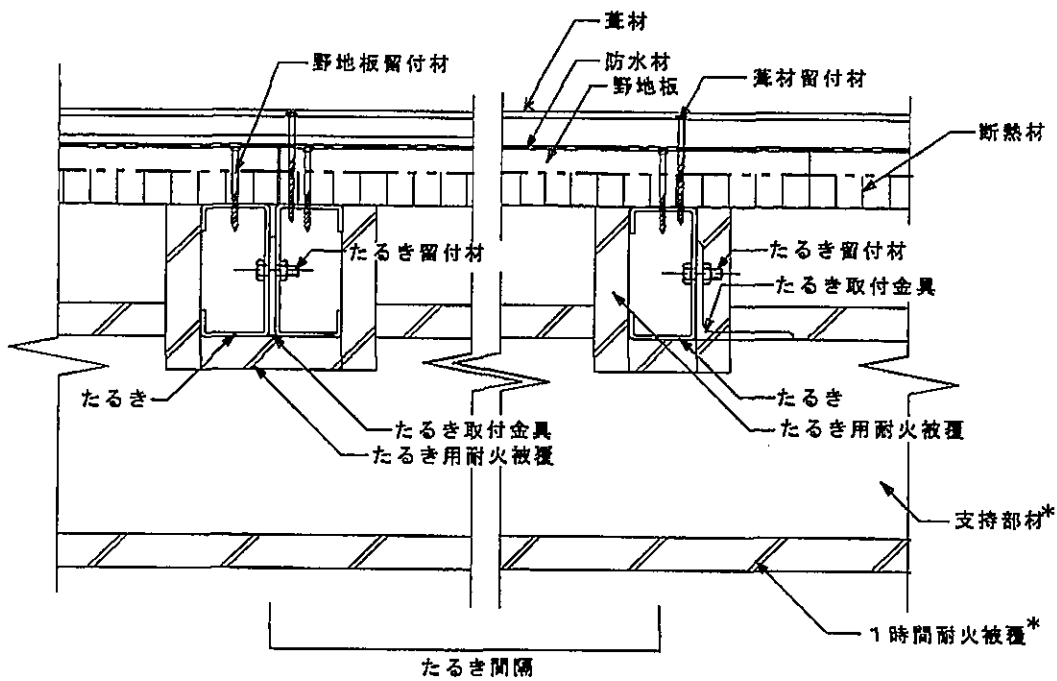 葺材
防水材
野地板
野地板留付材
葺材留付材
断熱材
たるき留付材
たるき留付材
たるき取付金具
たるき
たるき
たるき取付金具
たるき用耐火被覆
たるき用耐火被覆
支持部材*
1時間耐火被覆*
たるき間隔